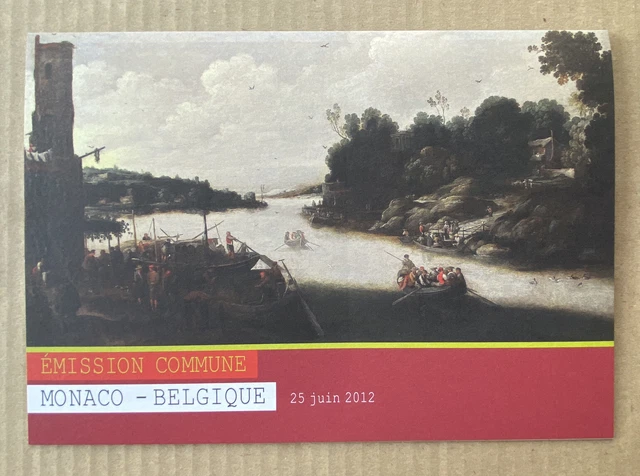 ÉMISSION COMMUNE
MONACO – BELGIQUE
25 juin 2012